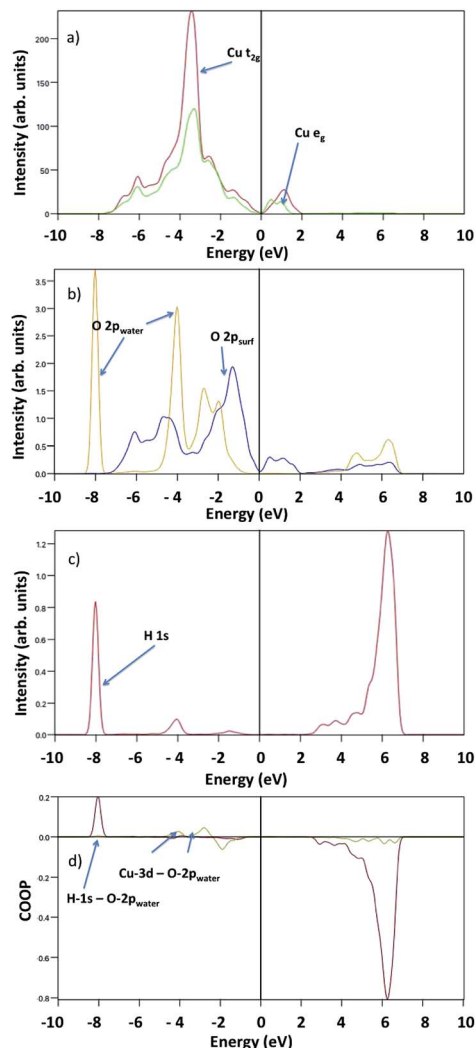 a)
Intensity (arb. units)
200
150
100
50
0
Cu t2g
Cu eg
-10 -8 -6 -4 -2 0 2 4 6 8 10
Energy (eV)
b)
Intensity (arb. units)
3.5
3.0
2.5
2.0
1.5
1.0
0.5
0.0
O 2pwater
O 2psurf
-10 -8 -6 -4 -2 0 2 4 6 8 10
Energy (eV)
c)
Intensity (arb. units)
1.2
1.0
0.8
0.6
0.4
0.2
0.0
H 1s
-10 -8 -6 -4 -2 0 2 4 6 8 10
Energy (eV)
d)
COOP
0.2
0.0
0.2
0.4
0.6
0.8
Cu-3d – O-2pwater
H-1s – O-2pwater
-10 -8 -6 -4 -2 0 2 4 6 8 10
Energy (eV)